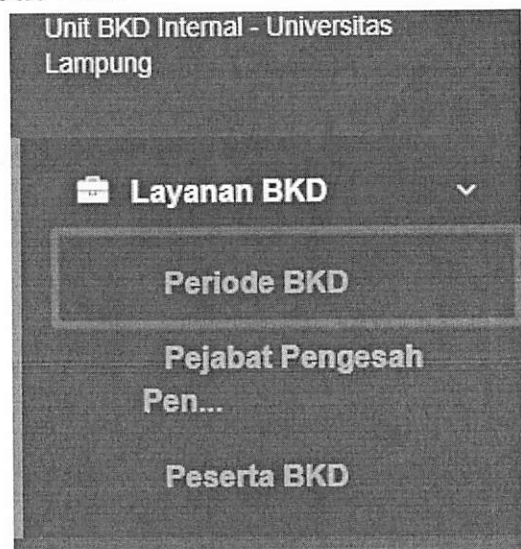 Unit BKD Internal - Universitas
Lampung
Layanan BKD
Periode BKD
Pejabat Pengesah
Pen...
Peserta BKD